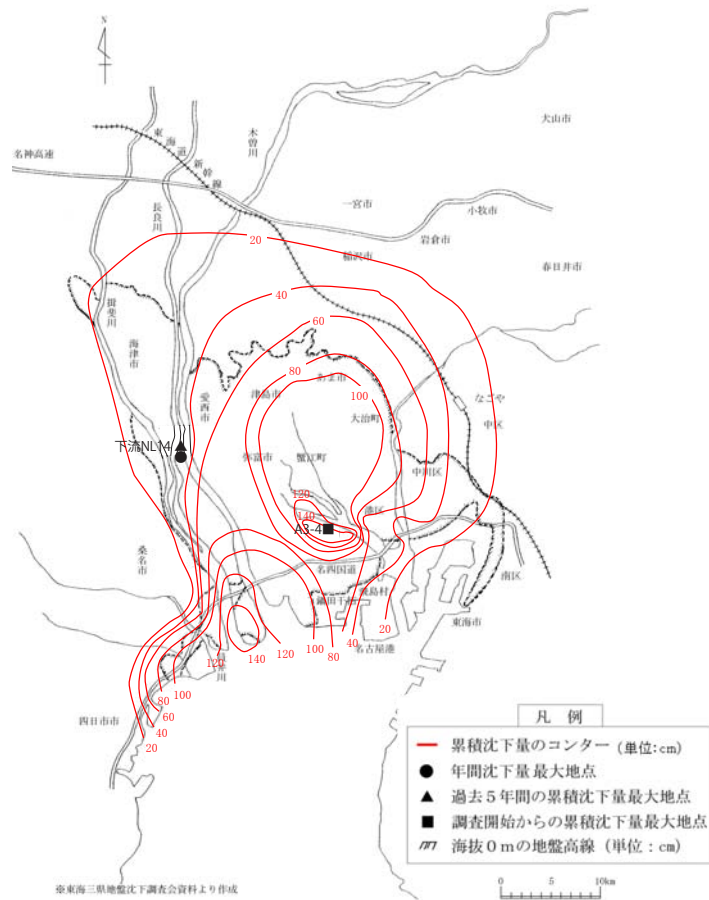 N
犬山市
木曽川
東海道新幹線
名神高速
一宮市
小牧市
長良川
岩倉市
20
稲沢市
春日井市
揖斐川
40
60
海津市
80
あま市
津島市
100
愛西市
なごや
大治町
中区
下流NL14
弥富市
蟹江町
中川区
120
港区
140
A3-4
桑名市
名四国道
南区
飛島村
鍋田干拓
20
東海市
40
100
名古屋港
120
120
80
140
100
80
60
四日市市
40
20
凡 例
累積沈下量のコンター (単位:cm)
年間沈下量最大地点
過去5年間の累積沈下量最大地点
調査開始からの累積沈下量最大地点
海抜0mの地盤高線(単位:cm)
※東海三県地盤沈下調査会資料より作成
0 5 10km